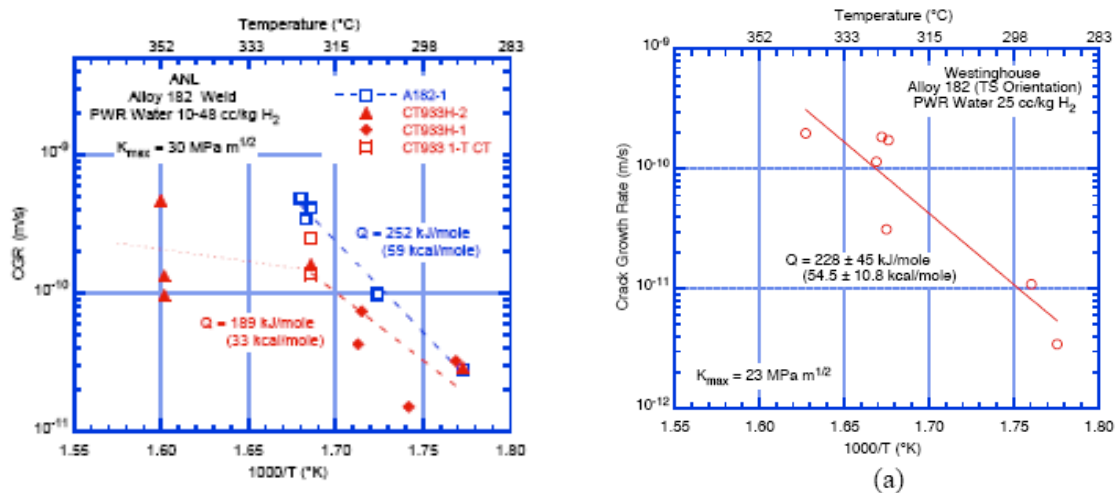 Temperature (°C)
352 333 315 298 283
ANL
Alloy 182 Weld
PWR Water 10-48 cc/kg H2
Kmax = 30 MPa m1/2
A182-1
CT933H-2
CT933H-1
CT933 1-T CT
10-9
10-10
10-11
CGR (m/s)
Q = 252 kJ/mole
(59 kcal/mole)
Q = 189 kJ/mole
(33 kcal/mole)
1.55 1.60 1.65 1.70 1.75 1.80
1000/T (°K)
Temperature (°C)
352 333 315 298 283
10-9
10-10
10-11
10-12
Crack Growth Rate (m/s)
Westinghouse
Alloy 182 (TS Orientation)
PWR Water 25 cc/kg H2
Q = 228 ± 45 kJ/mole
(54.5 ± 10.8 kcal/mole)
Kmax = 23 MPa m1/2
1.55 1.60 1.65 1.70 1.75 1.80
1000/T (°K)
(a)